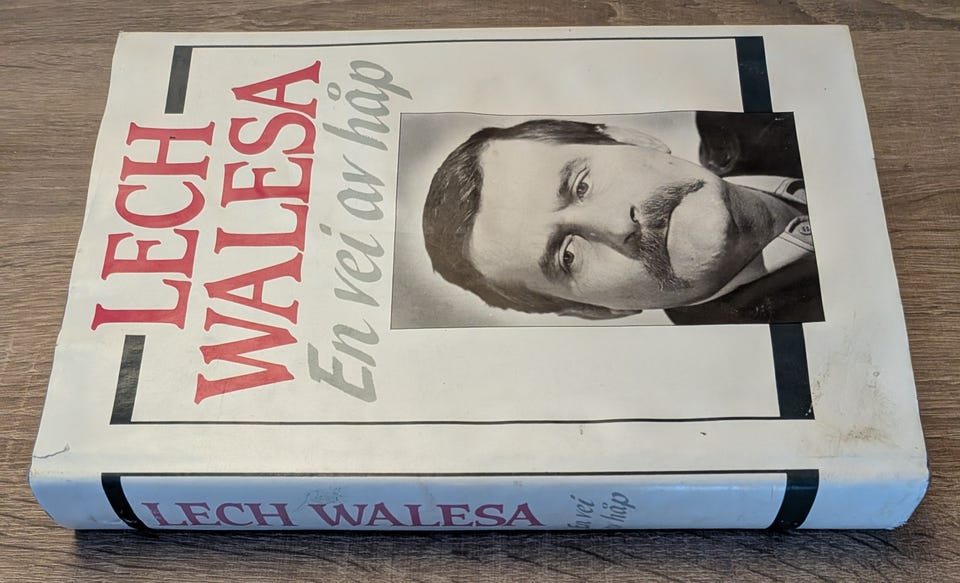 LECH
WALESA
En vei av håp
LECH WALESA
En vei
av håp